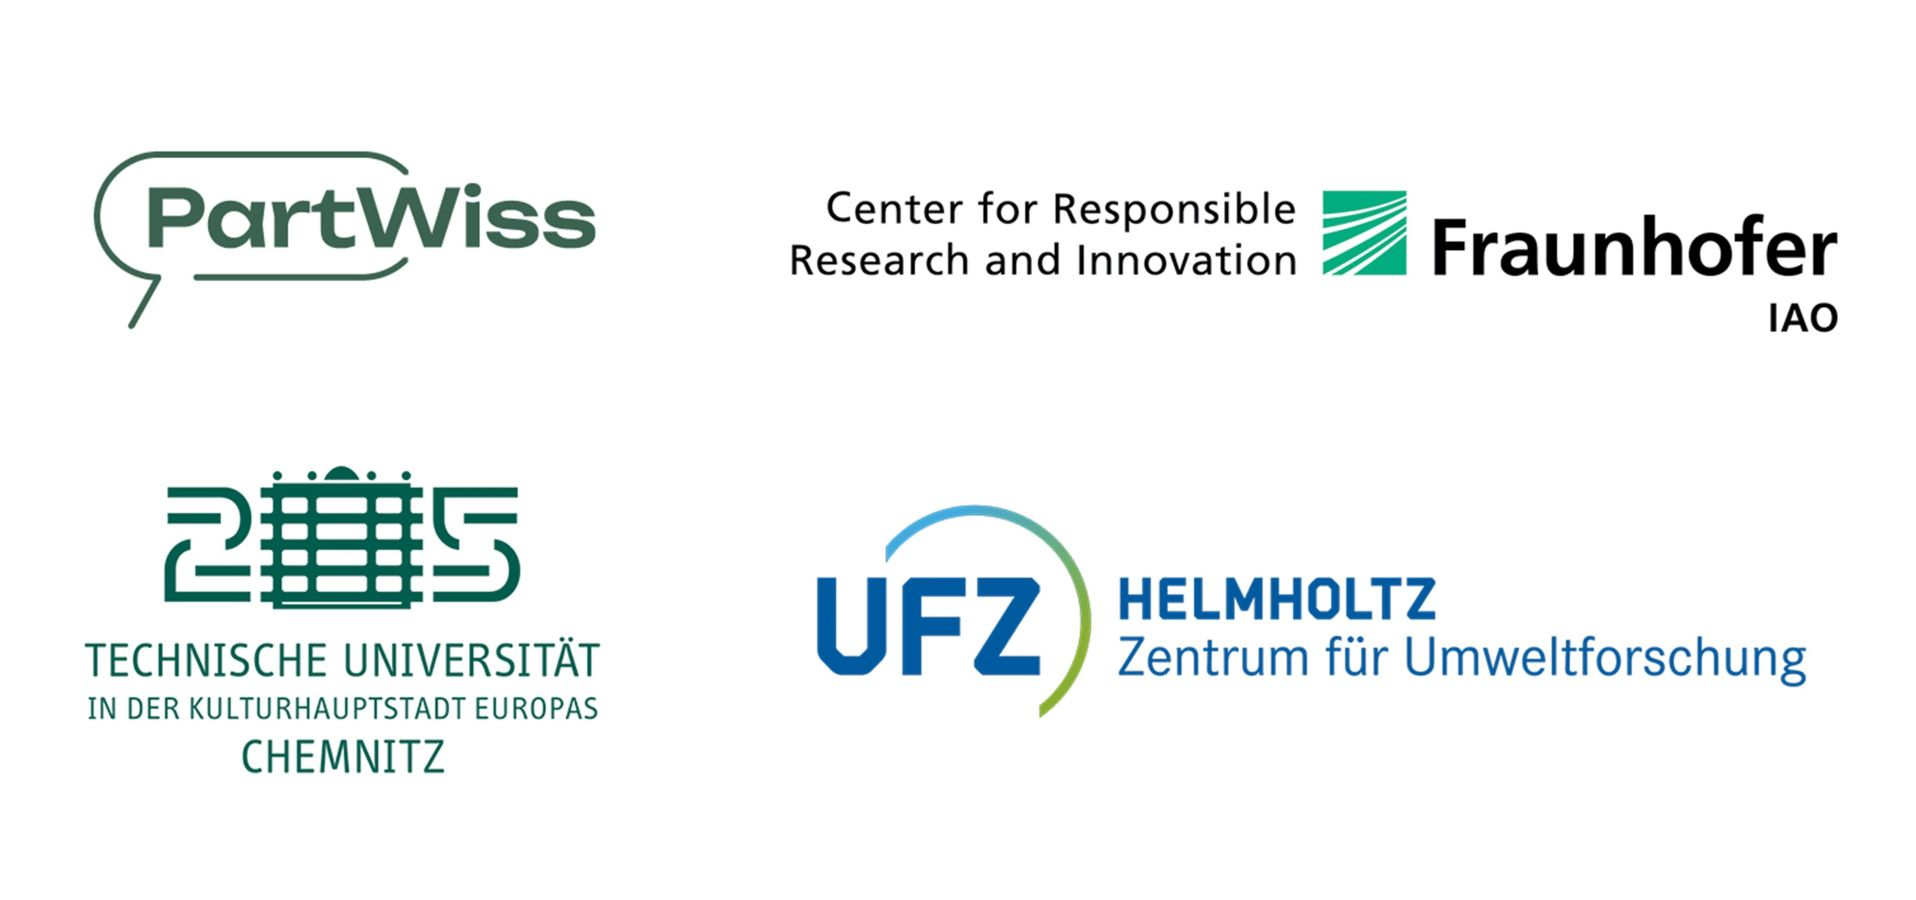 PartWiss
Center for Responsible
Research and Innovation
Fraunhofer
IAO
2025
TECHNISCHE UNIVERSITÄT
IN DER KULTURHAUPTSTADT EUROPAS
CHEMNITZ
UFZ
HELMHOLTZ
Zentrum für Umweltforschung